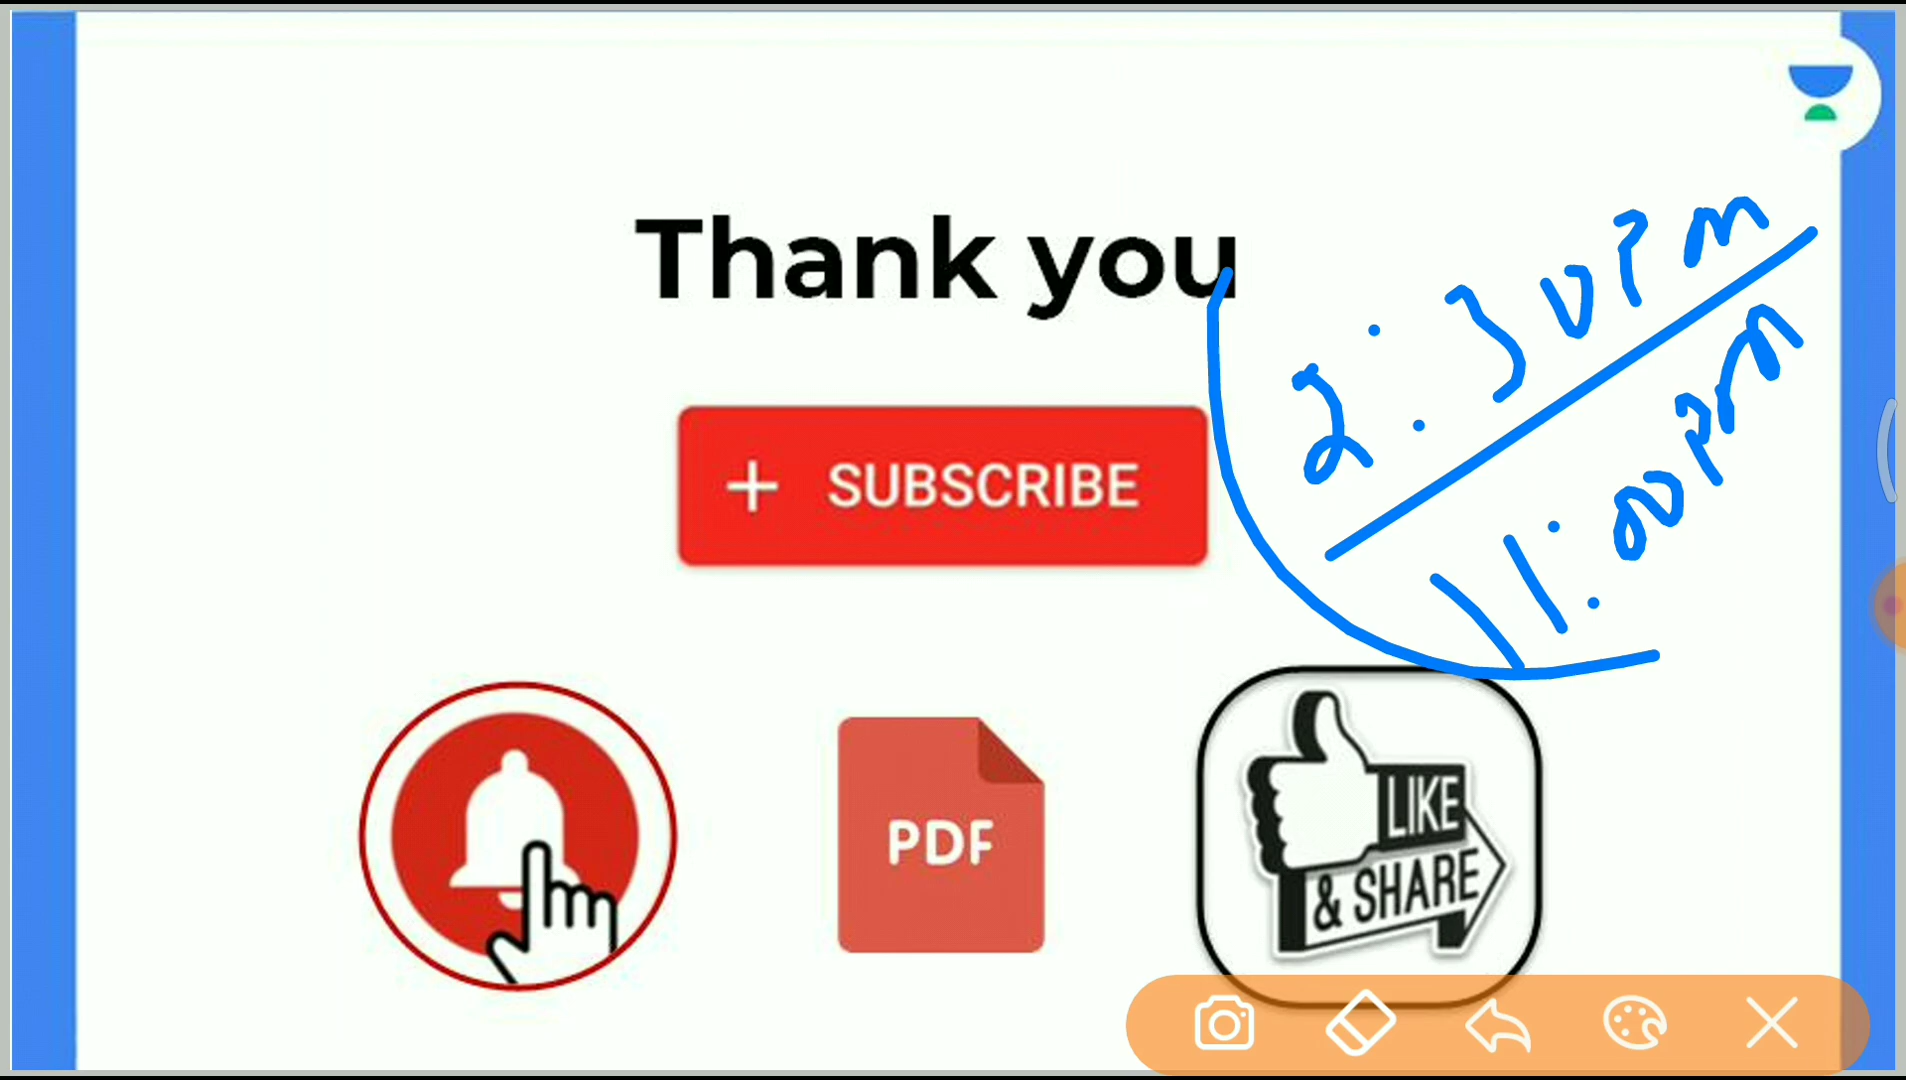 Thank you
2:30PM
11:00PM
+ SUBSCRIBE
PDF
LIKE
& SHARE